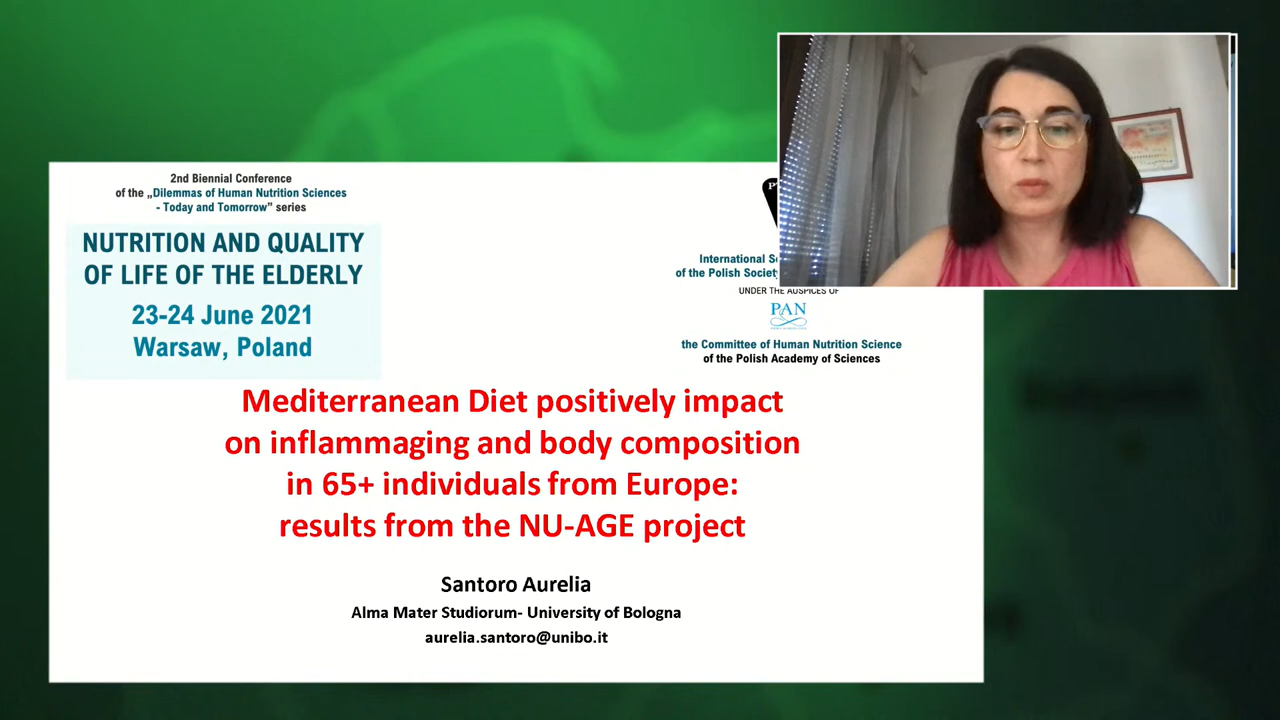 2nd Biennial Conference
of the „Dilemmas of Human Nutrition Sciences
- Today and Tomorrow” series
NUTRITION AND QUALITY
OF LIFE OF THE ELDERLY
23-24 June 2021
Warsaw, Poland
International
of the Polish Society
UNDER THE AUSPICES OF
PAN
the Committee of Human Nutrition Science
of the Polish Academy of Sciences
Mediterranean Diet positively impact
on inflammaging and body composition
in 65+ individuals from Europe:
results from the NU-AGE project
Santoro Aurelia
Alma Mater Studiorum- University of Bologna
aurelia.santoro@unibo.it